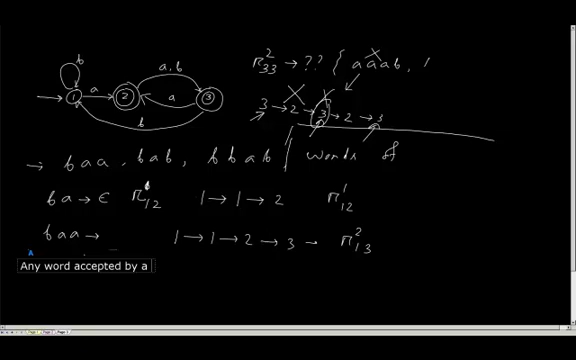 b
a, b
a
1
a
2
3
b
R²₃₃ → ?? { aaab,
3 → 2 → 3 → 2 → 3
→ baa, bab, bbab words of
ba → ∈ R¹₁₂ 1 → 1 → 2 R¹₁₂
baa → 1 → 1 → 2 → 3 → R²₁₃
Any word accepted by a